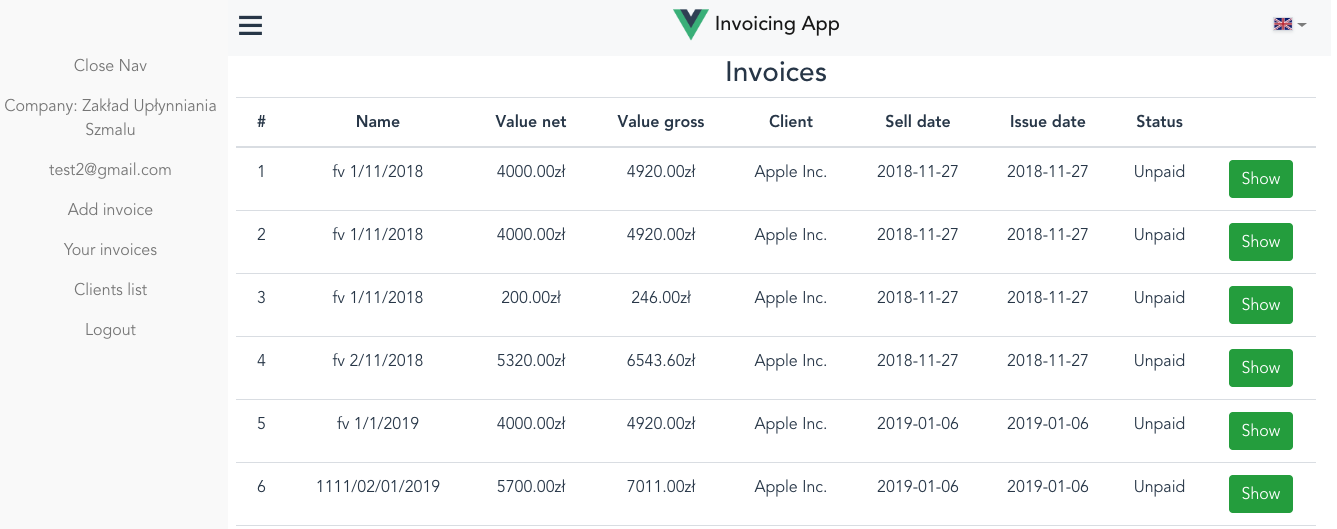 Invoicing App
Close Nav
Company: Zakład Upłynniania
Szmalu
test2@gmail.com
Add invoice
Your invoices
Clients list
Logout
Invoices
# Name Value net Value gross Client Sell date Issue date Status
1 fv 1/11/2018 4000.00zł 4920.00zł Apple Inc. 2018-11-27 2018-11-27 Unpaid Show
2 fv 1/11/2018 4000.00zł 4920.00zł Apple Inc. 2018-11-27 2018-11-27 Unpaid Show
3 fv 1/11/2018 200.00zł 246.00zł Apple Inc. 2018-11-27 2018-11-27 Unpaid Show
4 fv 2/11/2018 5320.00zł 6543.60zł Apple Inc. 2018-11-27 2018-11-27 Unpaid Show
5 fv 1/1/2019 4000.00zł 4920.00zł Apple Inc. 2019-01-06 2019-01-06 Unpaid Show
6 1111/02/01/2019 5700.00zł 7011.00zł Apple Inc. 2019-01-06 2019-01-06 Unpaid Show